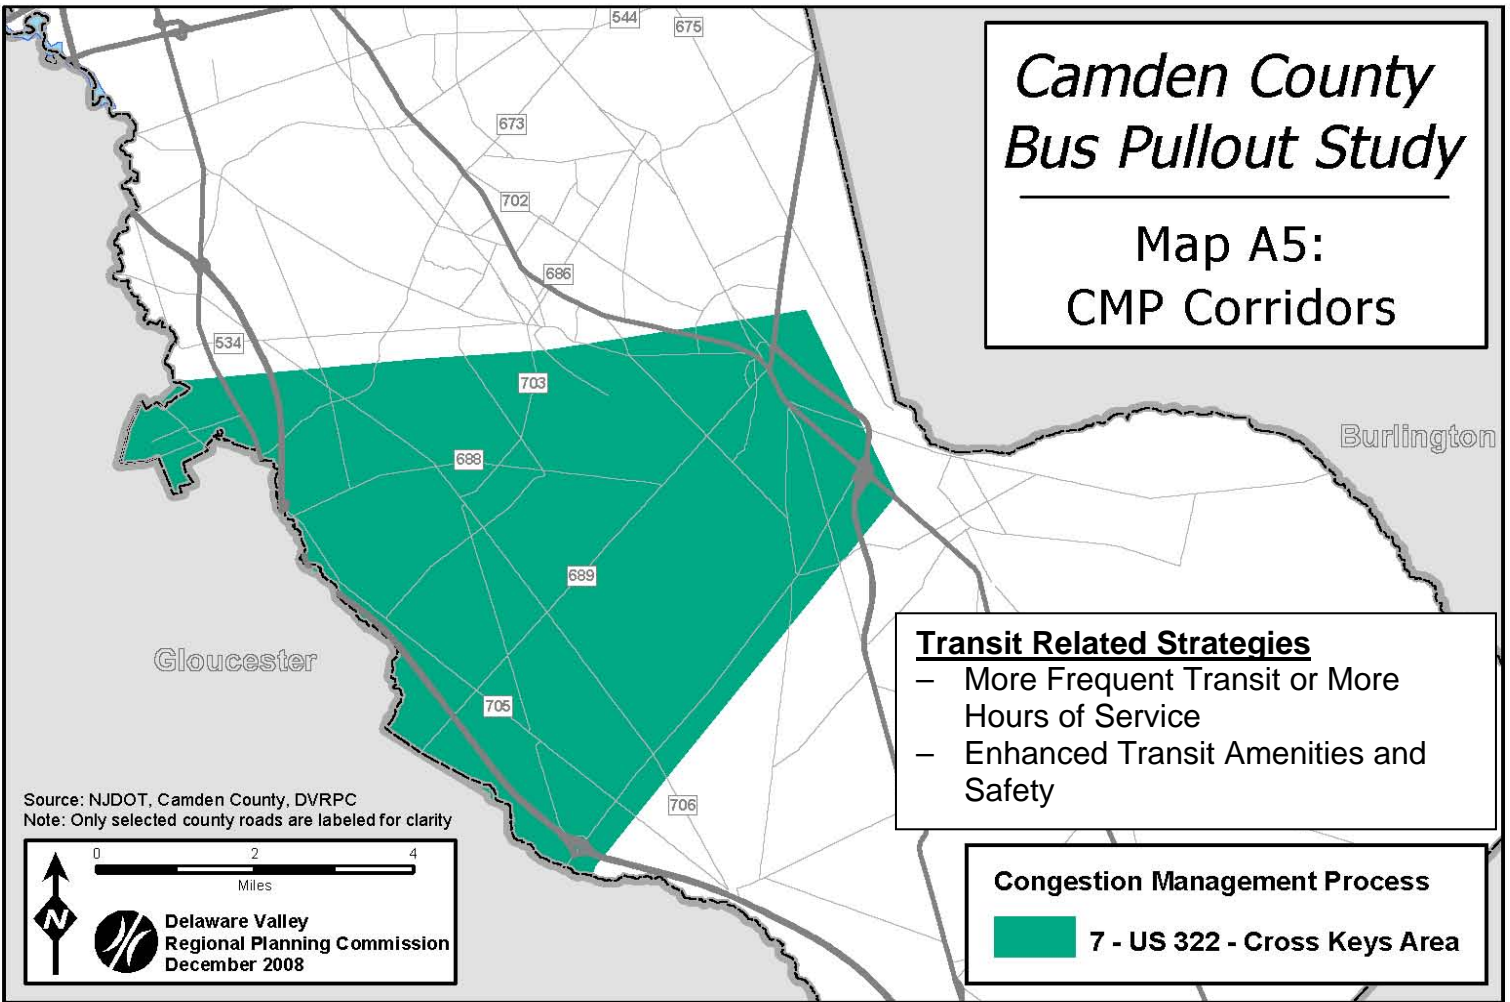 Camden County
Bus Pullout Study
Map A5:
CMP Corridors
544
675
673
702
686
534
703
688
689
705
706
Burlington
Gloucester
Transit Related Strategies
– More Frequent Transit or More
Hours of Service
– Enhanced Transit Amenities and
Safety
Source: NJDOT, Camden County, DVRPC
Note: Only selected county roads are labeled for clarity
0 2 4
Miles
N
Delaware Valley
Regional Planning Commission
December 2008
Congestion Management Process
7 - US 322 - Cross Keys Area